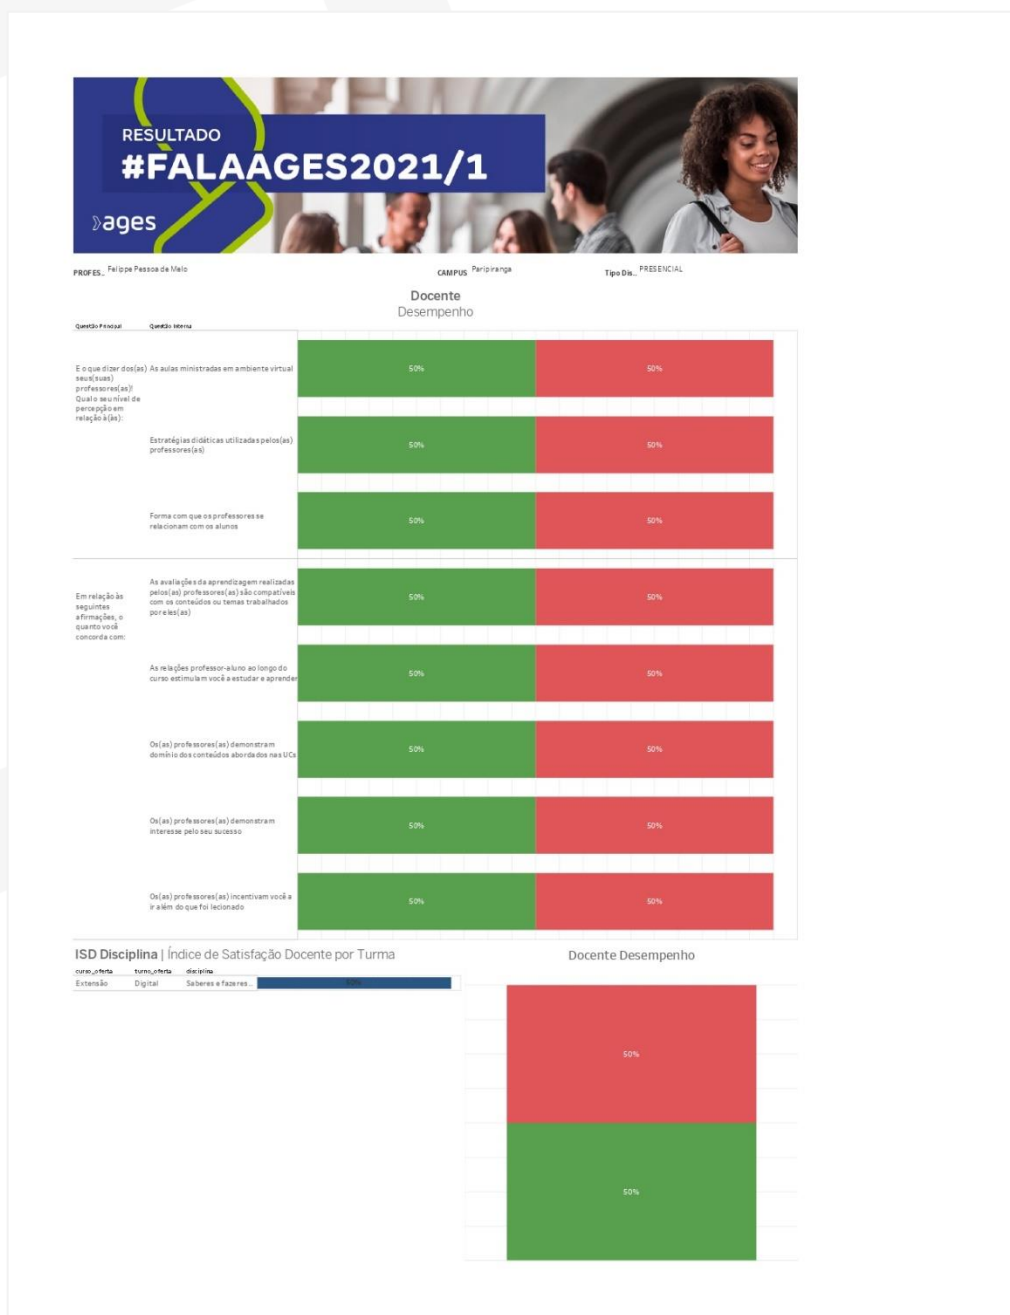 RESULTADO
#FALAAGES2021/1
ages
PROFES.. Felippe Pessoa de Melo
CAMPUS Paripiranga
Tipo Dis.. PRESENCIAL
Docente
Desempenho
Questão Principal
Questão Interna
E o que dizer dos(as)
seus(suas)
professores(as)!
Qual o seu nível de
percepção em
relação à(às):
As aulas ministradas em ambiente virtual
50%
50%
Estratégias didáticas utilizadas pelos(as)
professores(as)
50%
50%
Forma com que os professores se
relacionam com os alunos
50%
50%
Em relação às
seguintes
afirmações, o
quanto você
concorda com:
As avaliações da aprendizagem realizadas
pelos(as) professores(as) são compatíveis
com os conteúdos ou temas trabalhados
por eles(as)
50%
50%
As relações professor-aluno ao longo do
curso estimulam você a estudar e aprender
50%
50%
Os(as) professores(as) demonstram
domínio dos conteúdos abordados nas UCs
50%
50%
Os(as) professores(as) demonstram
interesse pelo seu sucesso
50%
50%
Os(as) professores(as) incentivam você a
ir além do que foi lecionado
50%
50%
ISD Disciplina | Índice de Satisfação Docente por Turma
curso_oferta
turno_oferta
disciplina
Extensão
Digital
Saberes e fazeres..
50%
Docente Desempenho
50%
50%